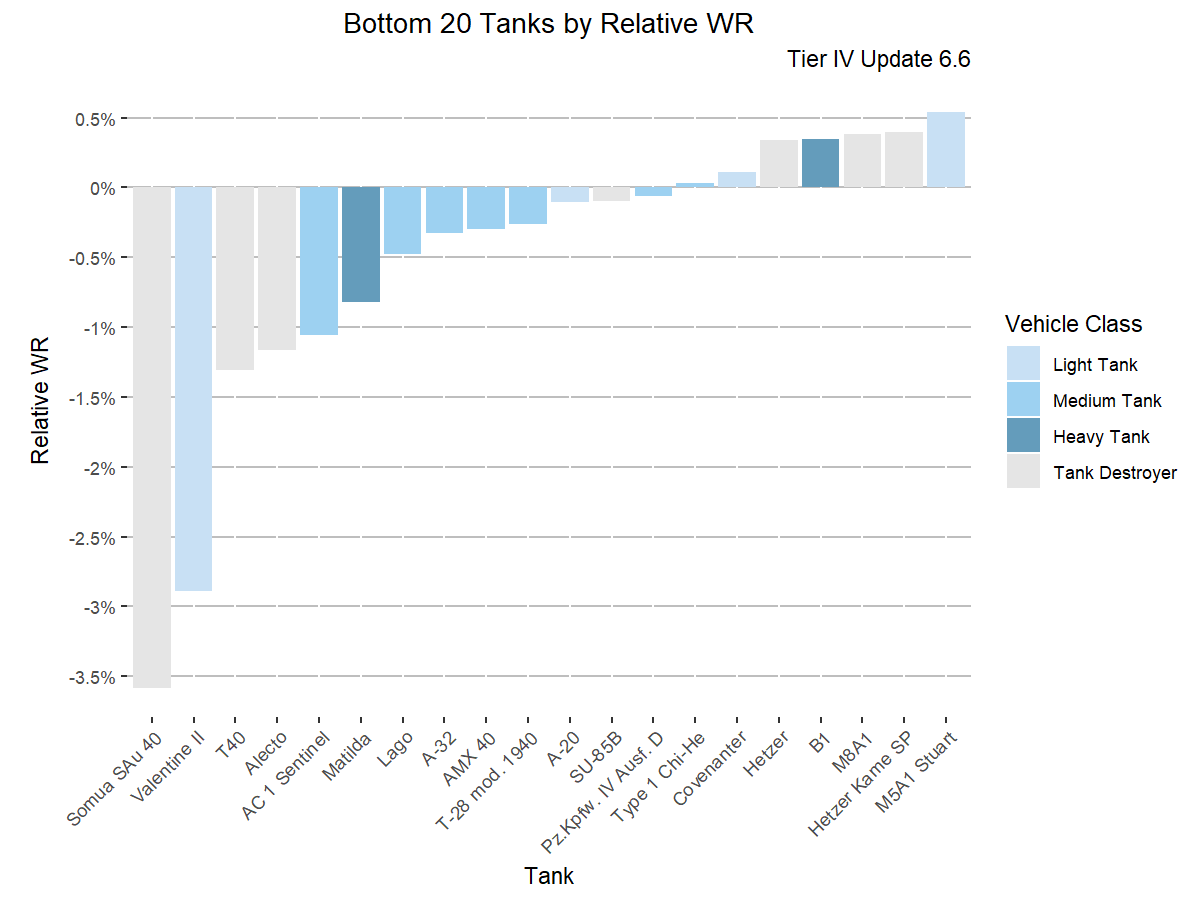 Bottom 20 Tanks by Relative WR
Tier IV Update 6.6
0.5%
0%
-0.5%
-1%
-1.5%
-2%
-2.5%
-3%
-3.5%
Relative WR
Somua SAu 40
Valentine II
T40
Alecto
AC 1 Sentinel
Matilda
Lago
A-32
AMX 40
T-28 mod. 1940
A-20
SU-85B
Pz.Kpfw. IV Ausf. D
Type 1 Chi-He
Covenanter
Hetzer
B1
M8A1
Hetzer Kame SP
M5A1 Stuart
Tank
Vehicle Class
Light Tank
Medium Tank
Heavy Tank
Tank Destroyer